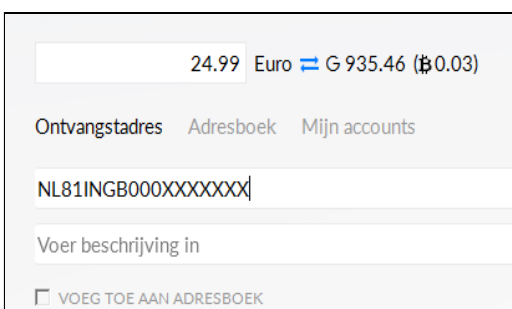 24.99 Euro ⇄ G 935.46 (₿0.03)
Ontvangstadres Adresboek Mijn accounts
NL81INGB000XXXXXXX
Voer beschrijving in
VOEG TOE AAN ADRESBOEK